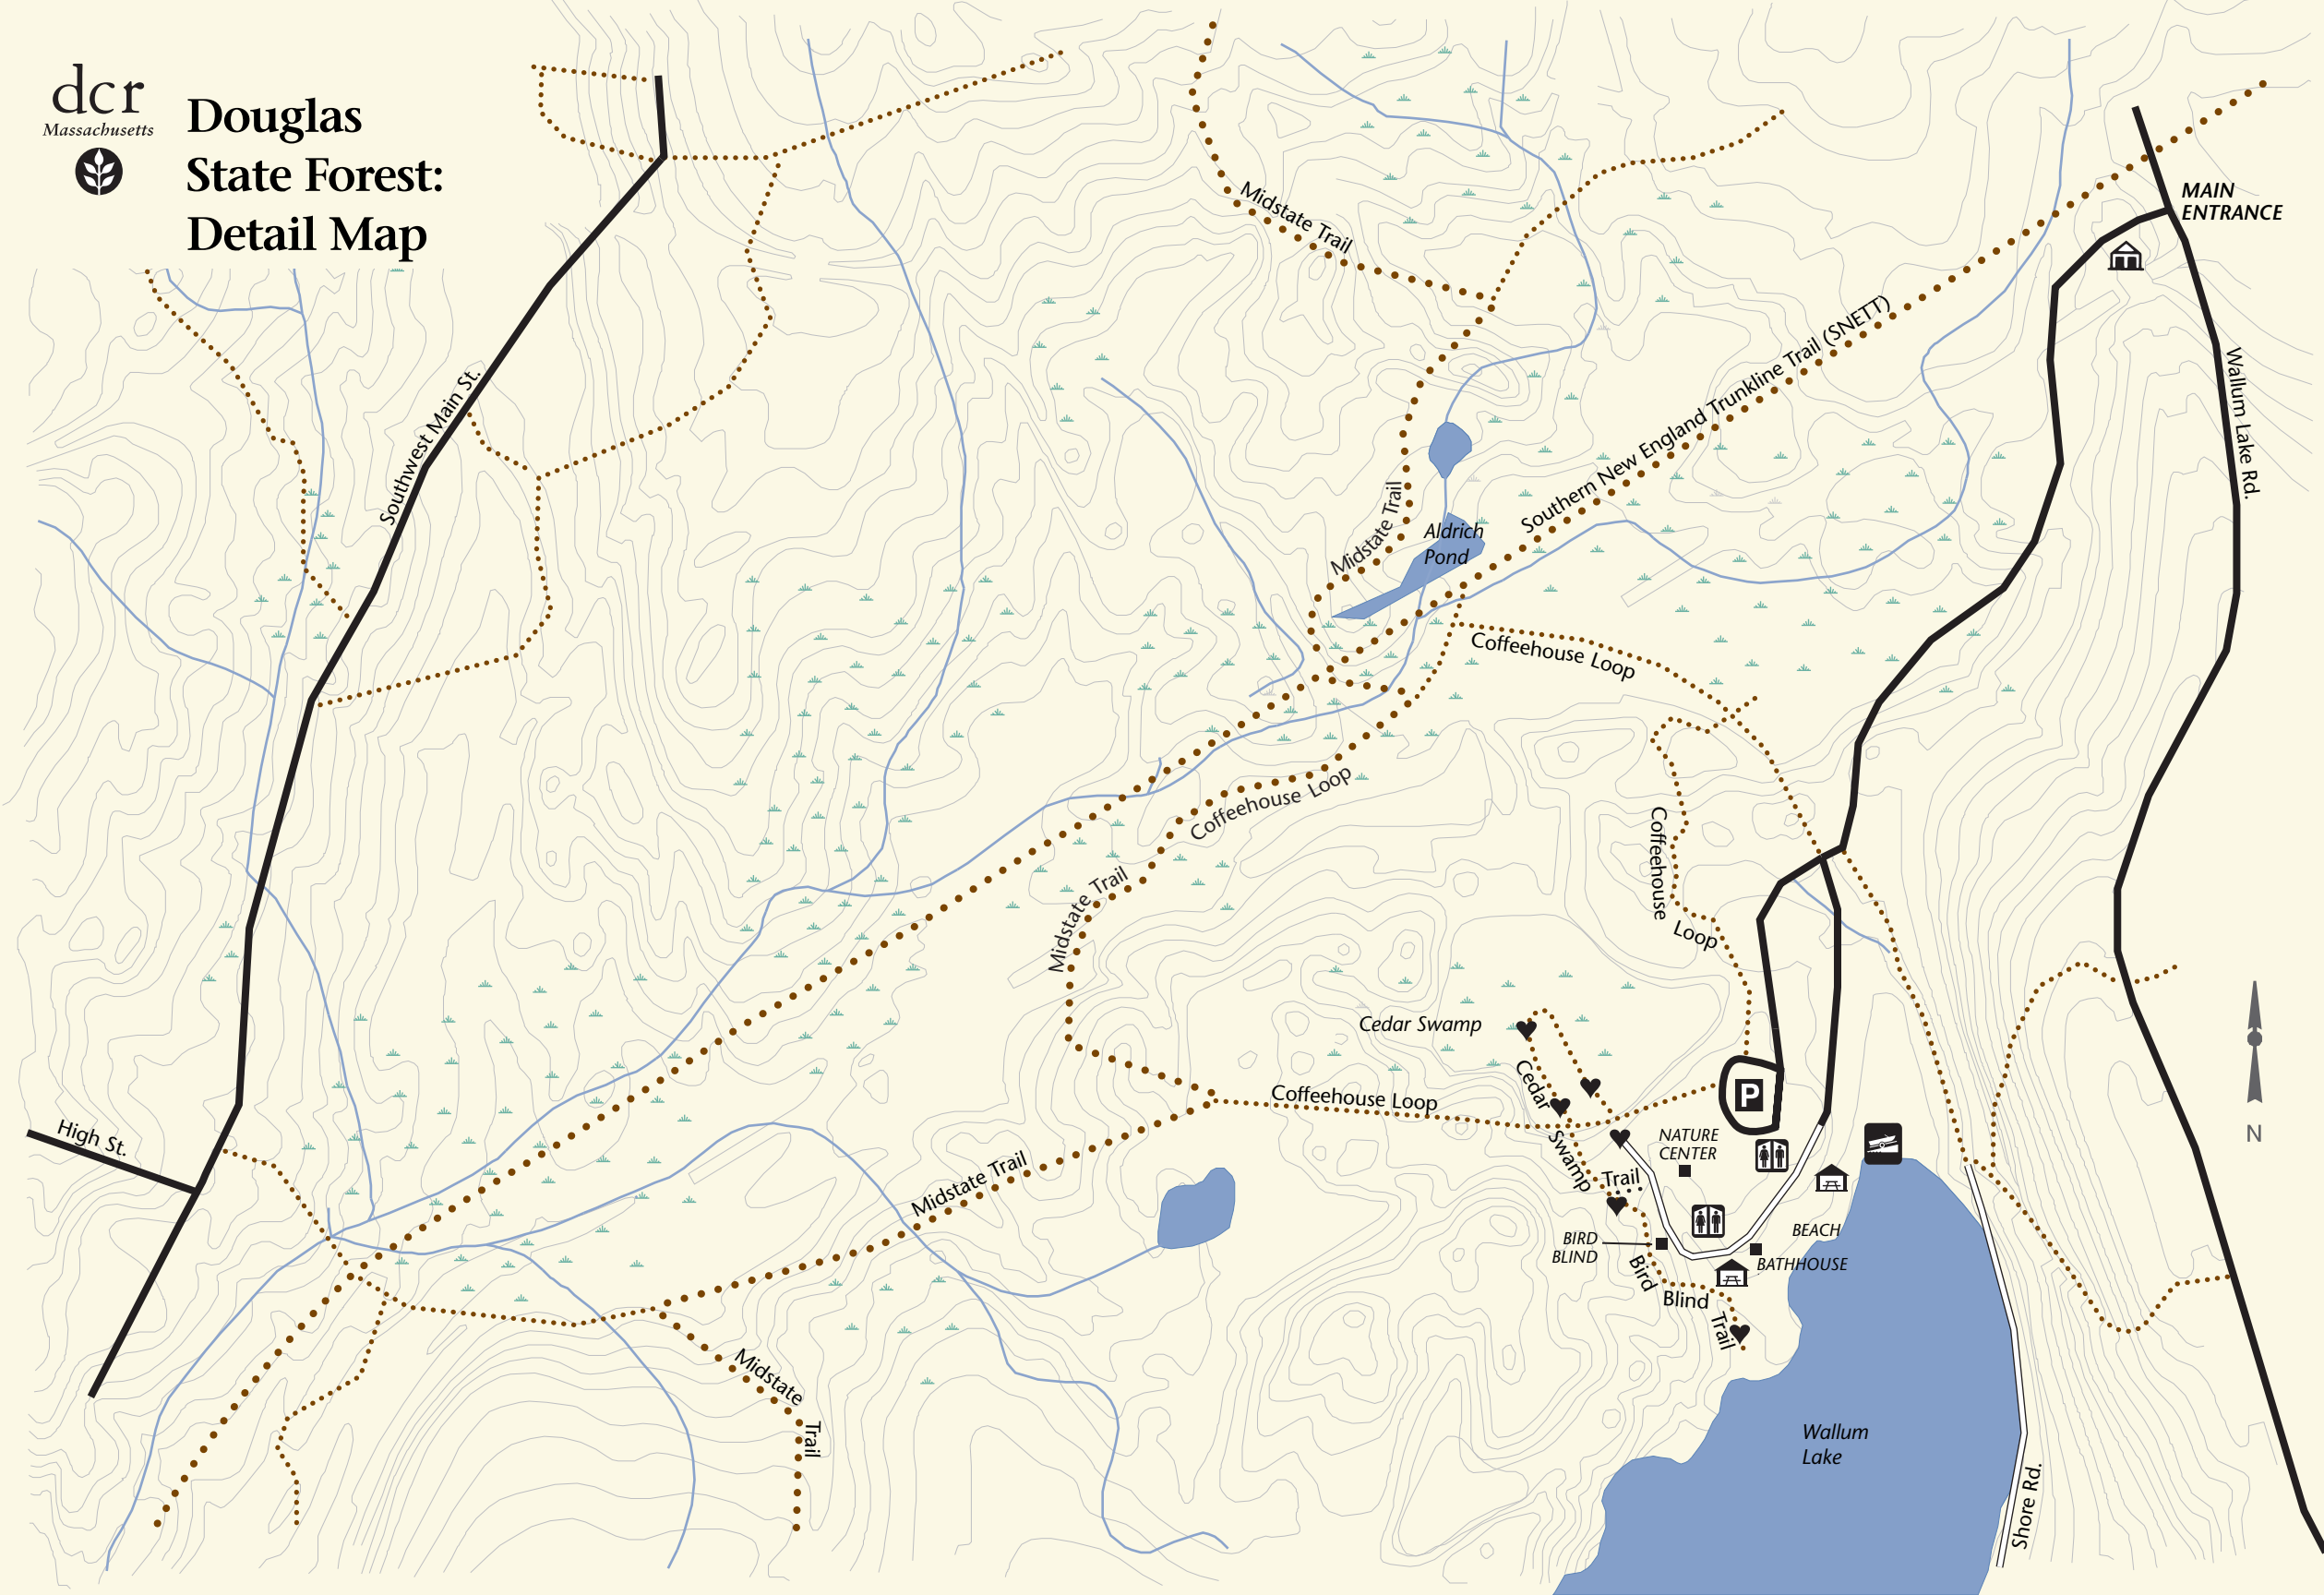 dcr
Massachusetts
Douglas
State Forest:
Detail Map
MAIN
ENTRANCE
Midstate Trail
Southern New England Trunkline Trail (SNETT)
Wallum Lake Rd.
Southwest Main St.
Midstate Trail
Aldrich
Pond
Coffeehouse Loop
Coffeehouse Loop
Coffeehouse
Loop
Midstate Trail
Cedar Swamp
Cedar
Swamp
Trail
Coffeehouse Loop
High St.
P
N
NATURE
CENTER
Midstate Trail
BIRD
BLIND
BEACH
BATHHOUSE
Bird
Blind
Trail
Midstate
Trail
Wallum
Lake
Shore Rd.